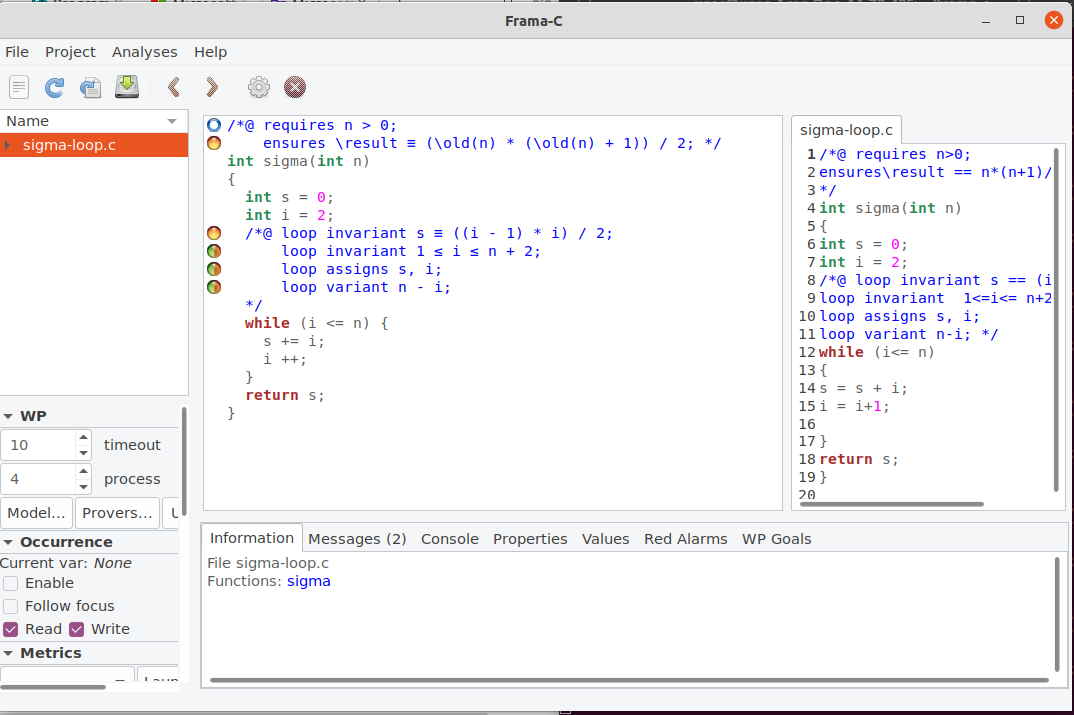 Frama-C
File Project Analyses Help
Name
sigma-loop.c
/*@ requires n > 0;
ensures \result ≡ (\old(n) * (\old(n) + 1)) / 2; */
int sigma(int n)
{
int s = 0;
int i = 2;
/*@ loop invariant s ≡ ((i - 1) * i) / 2;
loop invariant 1 ≤ i ≤ n + 2;
loop assigns s, i;
loop variant n - i;
*/
while (i <= n) {
s += i;
i ++;
}
return s;
}
sigma-loop.c
1 /*@ requires n>0;
2 ensures\result == n*(n+1)/
3 */
4 int sigma(int n)
5 {
6 int s = 0;
7 int i = 2;
8 /*@ loop invariant s == (i
9 loop invariant  1<=i<= n+2
10 loop assigns s, i;
11 loop variant n-i; */
12 while (i<= n)
13 {
14 s = s + i;
15 i = i+1;
16
17 }
18 return s;
19 }
20
WP
10 timeout
4 process
Model... Provers... U
Occurrence
Current var: None
Enable
Follow focus
Read Write
Metrics
Information Messages (2) Console Properties Values Red Alarms WP Goals
File sigma-loop.c
Functions: sigma